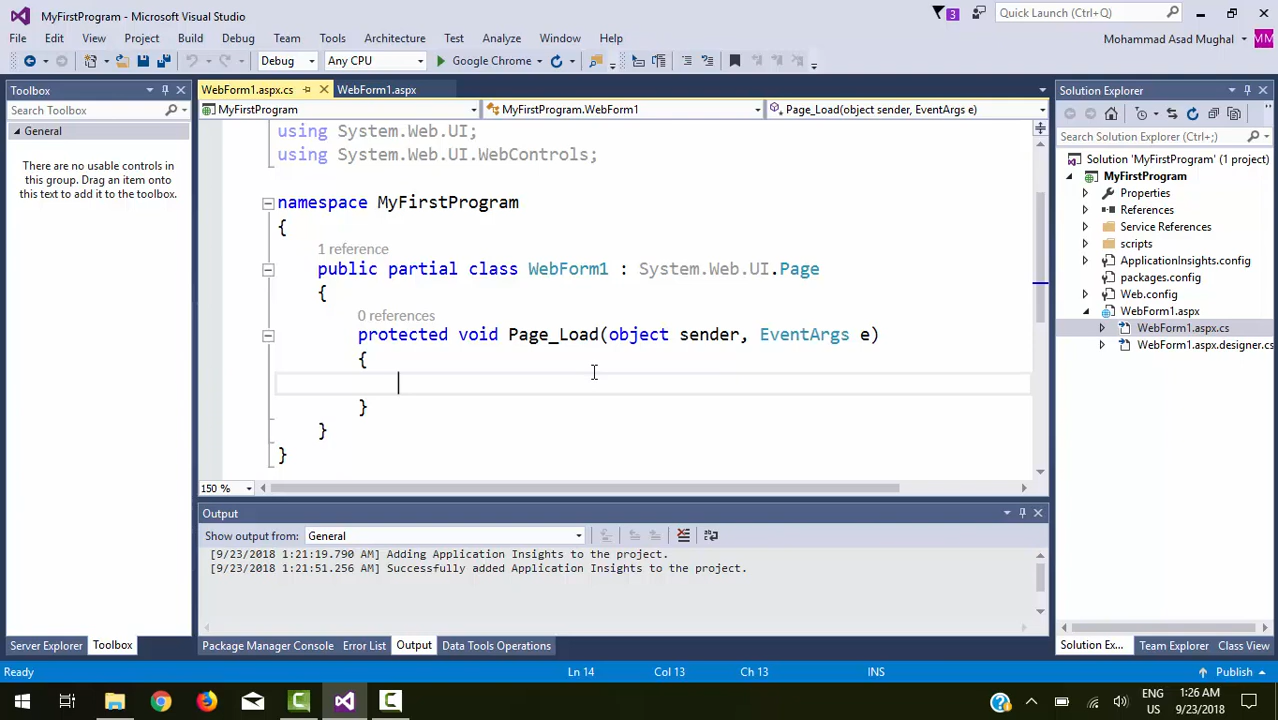 MyFirstProgram - Microsoft Visual Studio
3
Quick Launch (Ctrl+Q)
File Edit View Project Build Debug Team Tools Architecture Test Analyze Window Help
Mohammad Asad Mughal MM
Debug Any CPU Google Chrome
Toolbox
WebForm1.aspx.cs WebForm1.aspx
Solution Explorer
Search Toolbox
MyFirstProgram MyFirstProgram.WebForm1 Page_Load(object sender, EventArgs e)
General
There are no usable controls in
this group. Drag an item onto
this text to add it to the toolbox.
using System.Web.UI;
using System.Web.UI.WebControls;
namespace MyFirstProgram
{
1 reference
public partial class WebForm1 : System.Web.UI.Page
{
0 references
protected void Page_Load(object sender, EventArgs e)
{
}
}
}
150 %
Search Solution Explorer (Ctrl+;)
Solution 'MyFirstProgram' (1 project)
MyFirstProgram
Properties
References
Service References
scripts
ApplicationInsights.config
packages.config
Web.config
WebForm1.aspx
WebForm1.aspx.cs
WebForm1.aspx.designer.cs
Output
Show output from: General
[9/23/2018 1:21:19.790 AM] Adding Application Insights to the project.
[9/23/2018 1:21:51.256 AM] Successfully added Application Insights to the project.
Server Explorer Toolbox
Package Manager Console Error List Output Data Tools Operations
Solution Ex... Team Explorer Class View
Ready Ln 14 Col 13 Ch 13 INS Publish
ENG
US
1:26 AM
9/23/2018